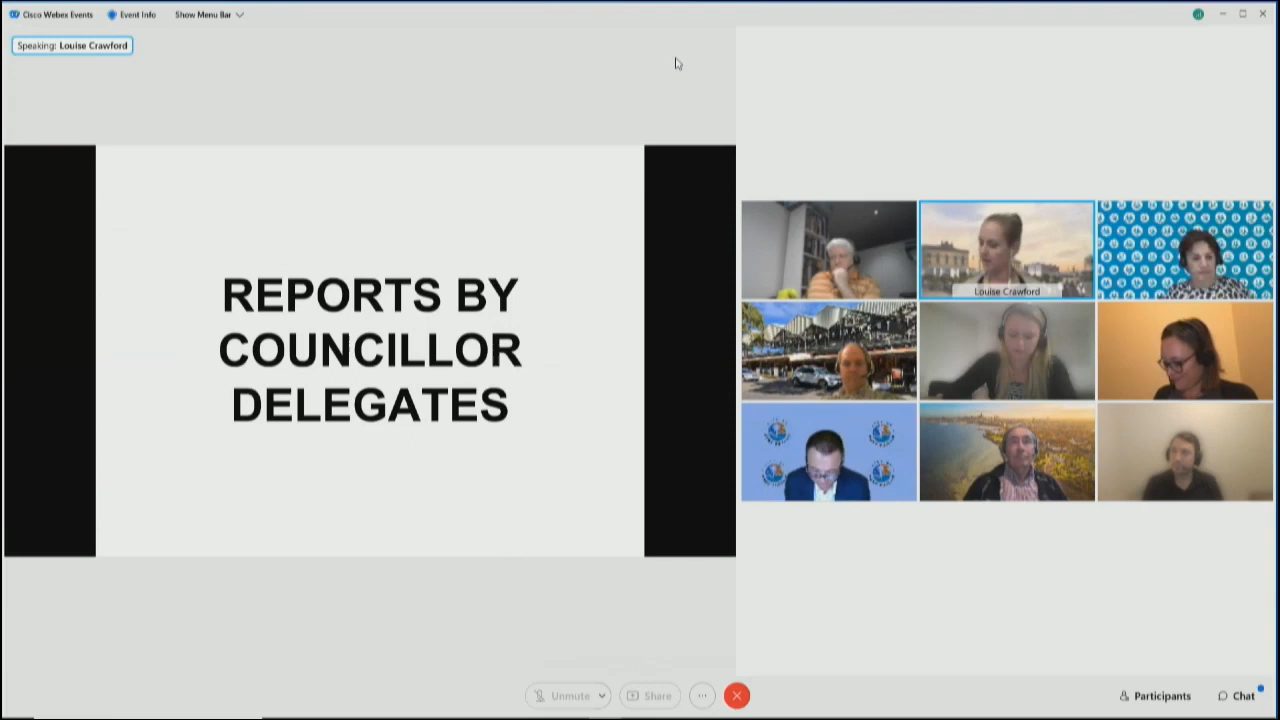 Cisco Webex Events
Event Info
Show Menu Bar
Speaking: Louise Crawford
REPORTS BY
COUNCILLOR
DELEGATES
Louise Crawford
Unmute
Share
Participants
Chat